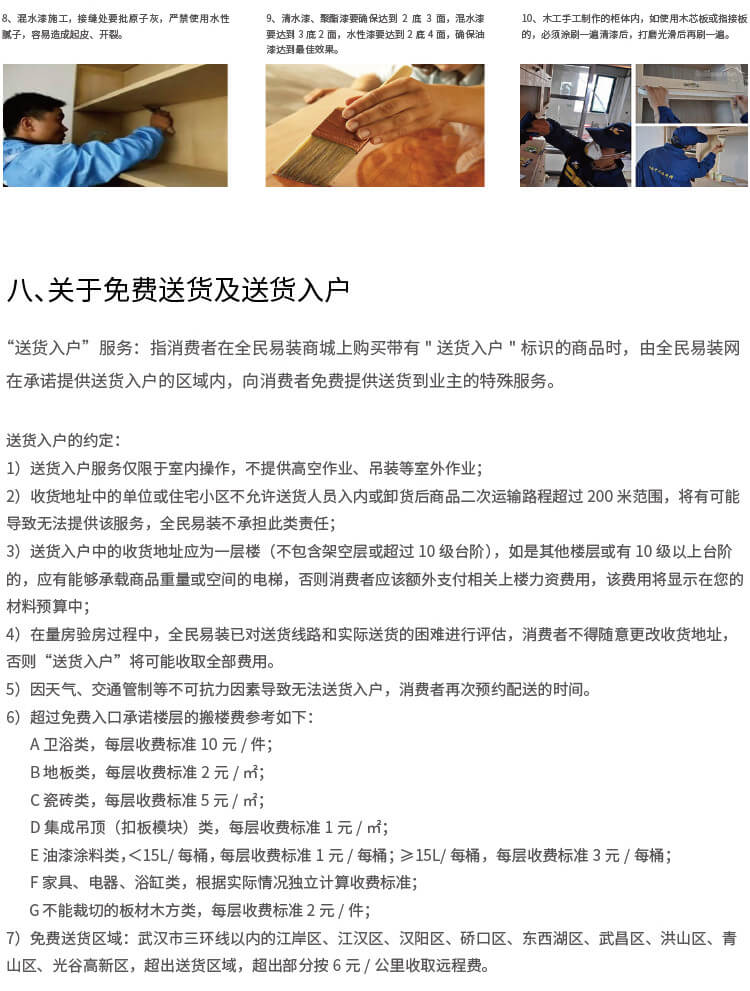 8、混水漆施工，接缝处要批原子灰，严禁使用水性
腻子，容易造成起皮、开裂。
9、清水漆、聚酯漆要确保达到 2 底 3 面，混水漆
要达到 3 底 2 面，水性漆要达到 2 底 4 面，确保油
漆达到最佳效果。
10、木工手工制作的柜体内，如使用木芯板或指接板
的，必须涂刷一遍清漆后，打磨光滑后再刷一遍。
八、关于免费送货及送货入户
“送货入户”服务：指消费者在全民易装商城上购买带有 " 送货入户 " 标识的商品时，由全民易装网
在承诺提供送货入户的区域内，向消费者免费提供送货到业主的特殊服务。
送货入户的约定：
1）送货入户服务仅限于室内操作，不提供高空作业、吊装等室外作业；
2）收货地址中的单位或住宅小区不允许送货人员入内或卸货后商品二次运输路程超过 200 米范围，将有可能
导致无法提供该服务，全民易装不承担此类责任；
3）送货入户中的收货地址应为一层楼（不包含架空层或超过 10 级台阶），如是其他楼层或有 10 级以上台阶
的，应有能够承载商品重量或空间的电梯，否则消费者应该额外支付相关上楼力资费用，该费用将显示在您的
材料预算中；
4）在量房验房过程中，全民易装已对送货线路和实际送货的困难进行评估，消费者不得随意更改收货地址，
否则“送货入户”将可能收取全部费用。
5）因天气、交通管制等不可抗力因素导致无法送货入户，消费者再次预约配送的时间。
6）超过免费入口承诺楼层的搬楼费参考如下：
A 卫浴类，每层收费标准 10 元 / 件；
B 地板类，每层收费标准 2 元 / ㎡；
C 瓷砖类，每层收费标准 5 元 / ㎡；
D 集成吊顶（扣板模块）类，每层收费标准 1 元 / ㎡；
E 油漆涂料类，＜15L/ 每桶，每层收费标准 1 元 / 每桶；≥15L/ 每桶，每层收费标准 3 元 / 每桶；
F 家具、电器、浴缸类，根据实际情况独立计算收费标准；
G 不能裁切的板材木方类，每层收费标准 2 元 / 件；
7）免费送货区域：武汉市三环线以内的江岸区、江汉区、汉阳区、硚口区、东西湖区、武昌区、洪山区、青
山区、光谷高新区，超出送货区域，超出部分按 6 元 / 公里收取远程费。